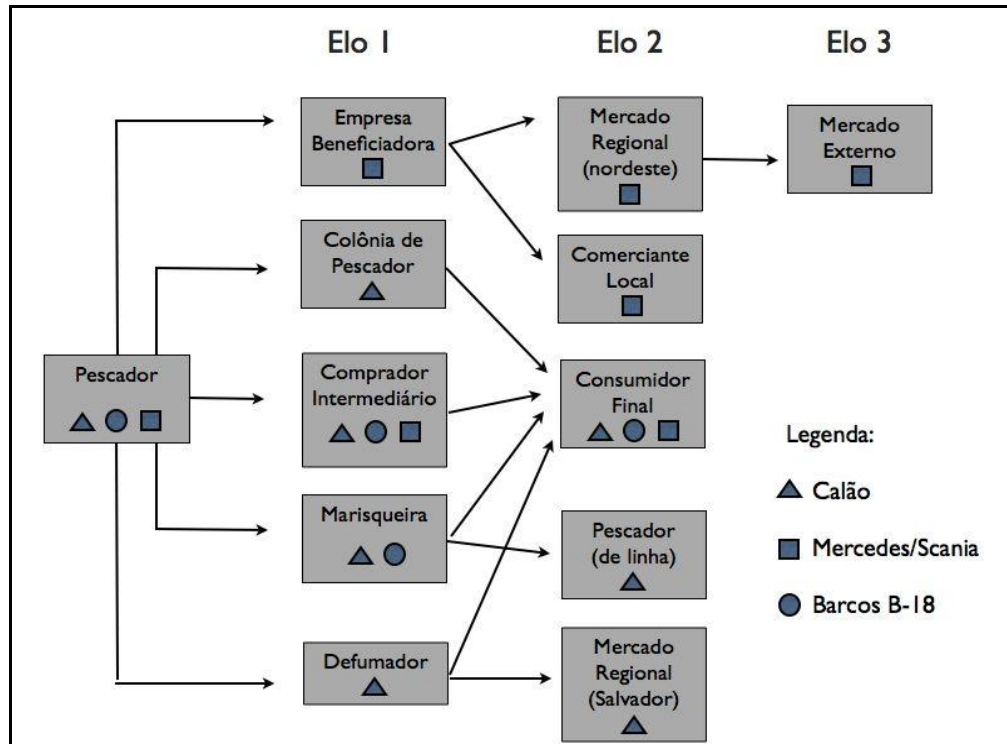 Elo 1
Elo 2
Elo 3
Pescador
Empresa
Beneficiadora
Colônia de
Pescador
Comprador
Intermediário
Marisqueira
Defumador
Mercado
Regional
(nordeste)
Comerciante
Local
Consumidor
Final
Pescador
(de linha)
Mercado
Regional
(Salvador)
Mercado
Externo
Legenda:
Calão
Mercedes/Scania
Barcos B-18